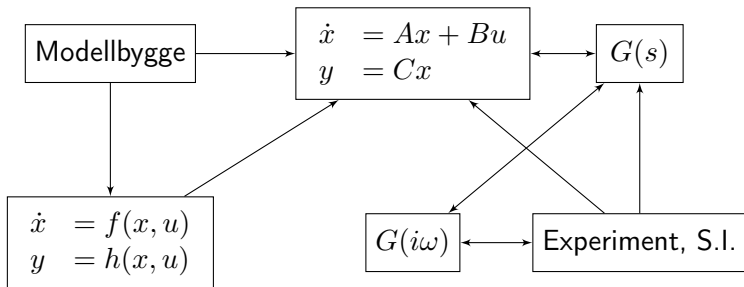 Modellbygge
ẋ = Ax + Bu
y = Cx
G(s)
ẋ = f(x, u)
y = h(x, u)
G(iω)
Experiment, S.I.